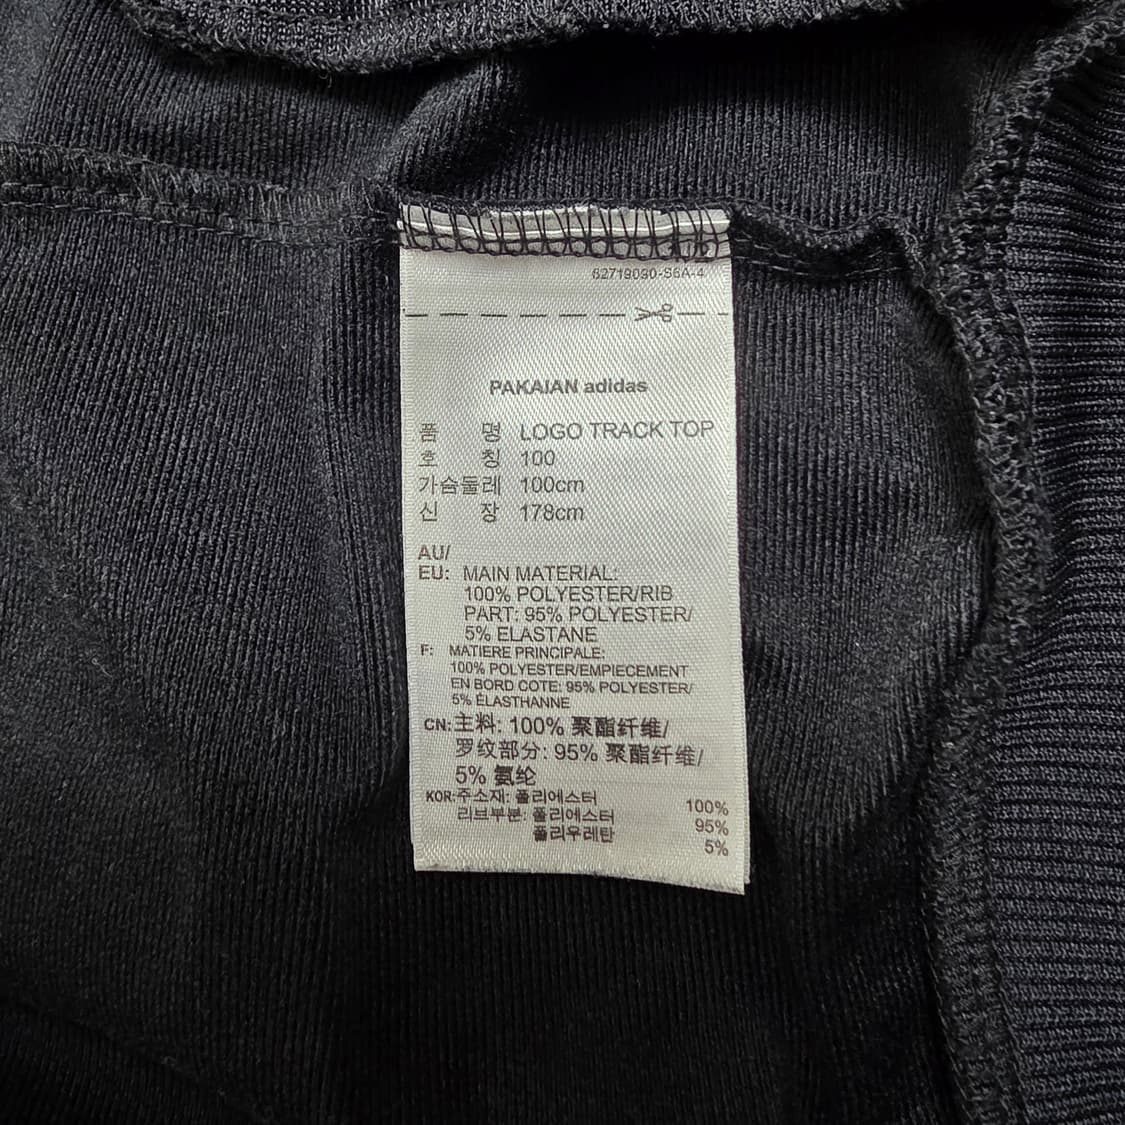 62719030-S6A-4
PAKAIAN adidas
품 명 LOGO TRACK TOP
호 칭 100
가슴둘레 100cm
신 장 178cm
AU/
EU: MAIN MATERIAL:
100% POLYESTER/RIB
PART: 95% POLYESTER/
5% ELASTANE
F: MATIERE PRINCIPALE:
100% POLYESTER/EMPIECEMENT
EN BORD COTE: 95% POLYESTER/
5% ÉLASTHANNE
CN: 主料: 100% 聚酯纤维/
罗纹部分: 95% 聚酯纤维/
5% 氨纶
KOR: 주소재: 폴리에스터 100%
리브부분: 폴리에스터 95%
폴리우레탄 5%